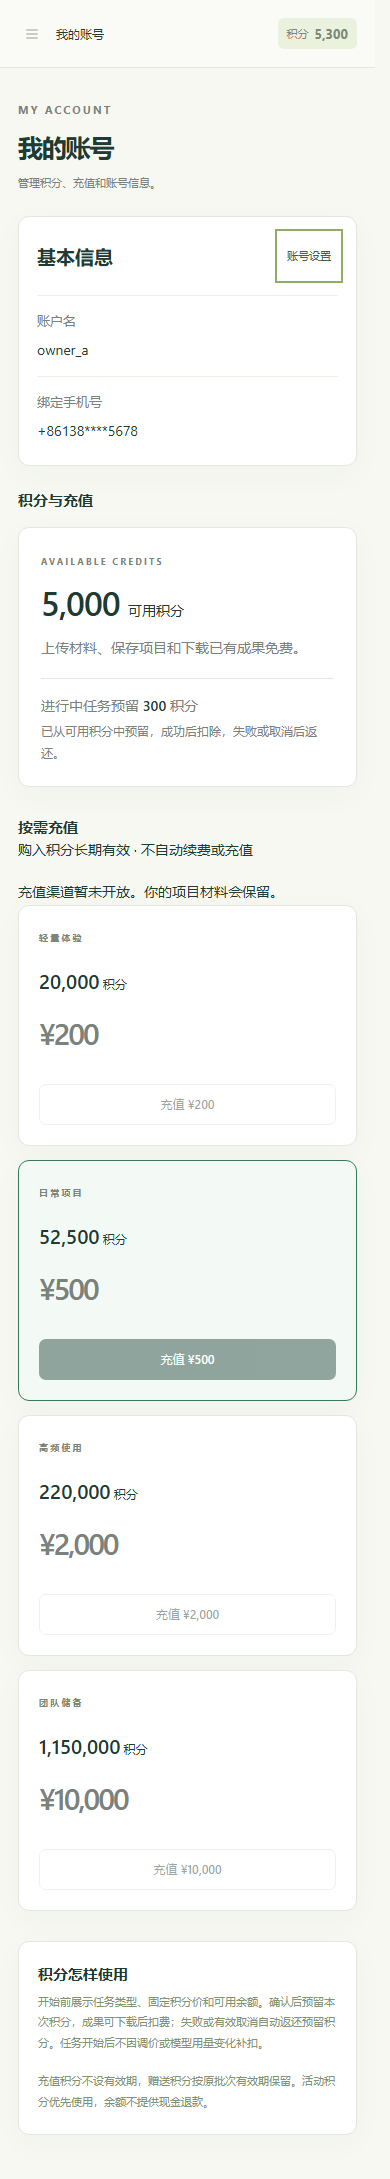 我的账号
积分 5,300
MY ACCOUNT
我的账号
管理积分、充值和账号信息。
基本信息
账号设置
账户名
owner_a
绑定手机号
+86138****5678
积分与充值
AVAILABLE CREDITS
5,000 可用积分
上传材料、保存项目和下载已有成果免费。
进行中任务预留 300 积分
已从可用积分中预留，成功后扣除，失败或取消后返
还。
按需充值
购入积分长期有效 · 不自动续费或充值
充值渠道暂未开放。你的项目材料会保留。
轻量体验
20,000 积分
¥200
充值 ¥200
日常项目
52,500 积分
¥500
充值 ¥500
高频使用
220,000 积分
¥2,000
充值 ¥2,000
团队储备
1,150,000 积分
¥10,000
充值 ¥10,000
积分怎样使用
开始前展示任务类型、固定积分价和可用余额。确认后预留本
次积分，成果可下载后扣费；失败或有效取消自动返还预留积
分。任务开始后不因调价或模型用量变化补扣。
充值积分不设有效期，赠送积分按原批次有效期保留。活动积
分优先使用，余额不提供现金退款。